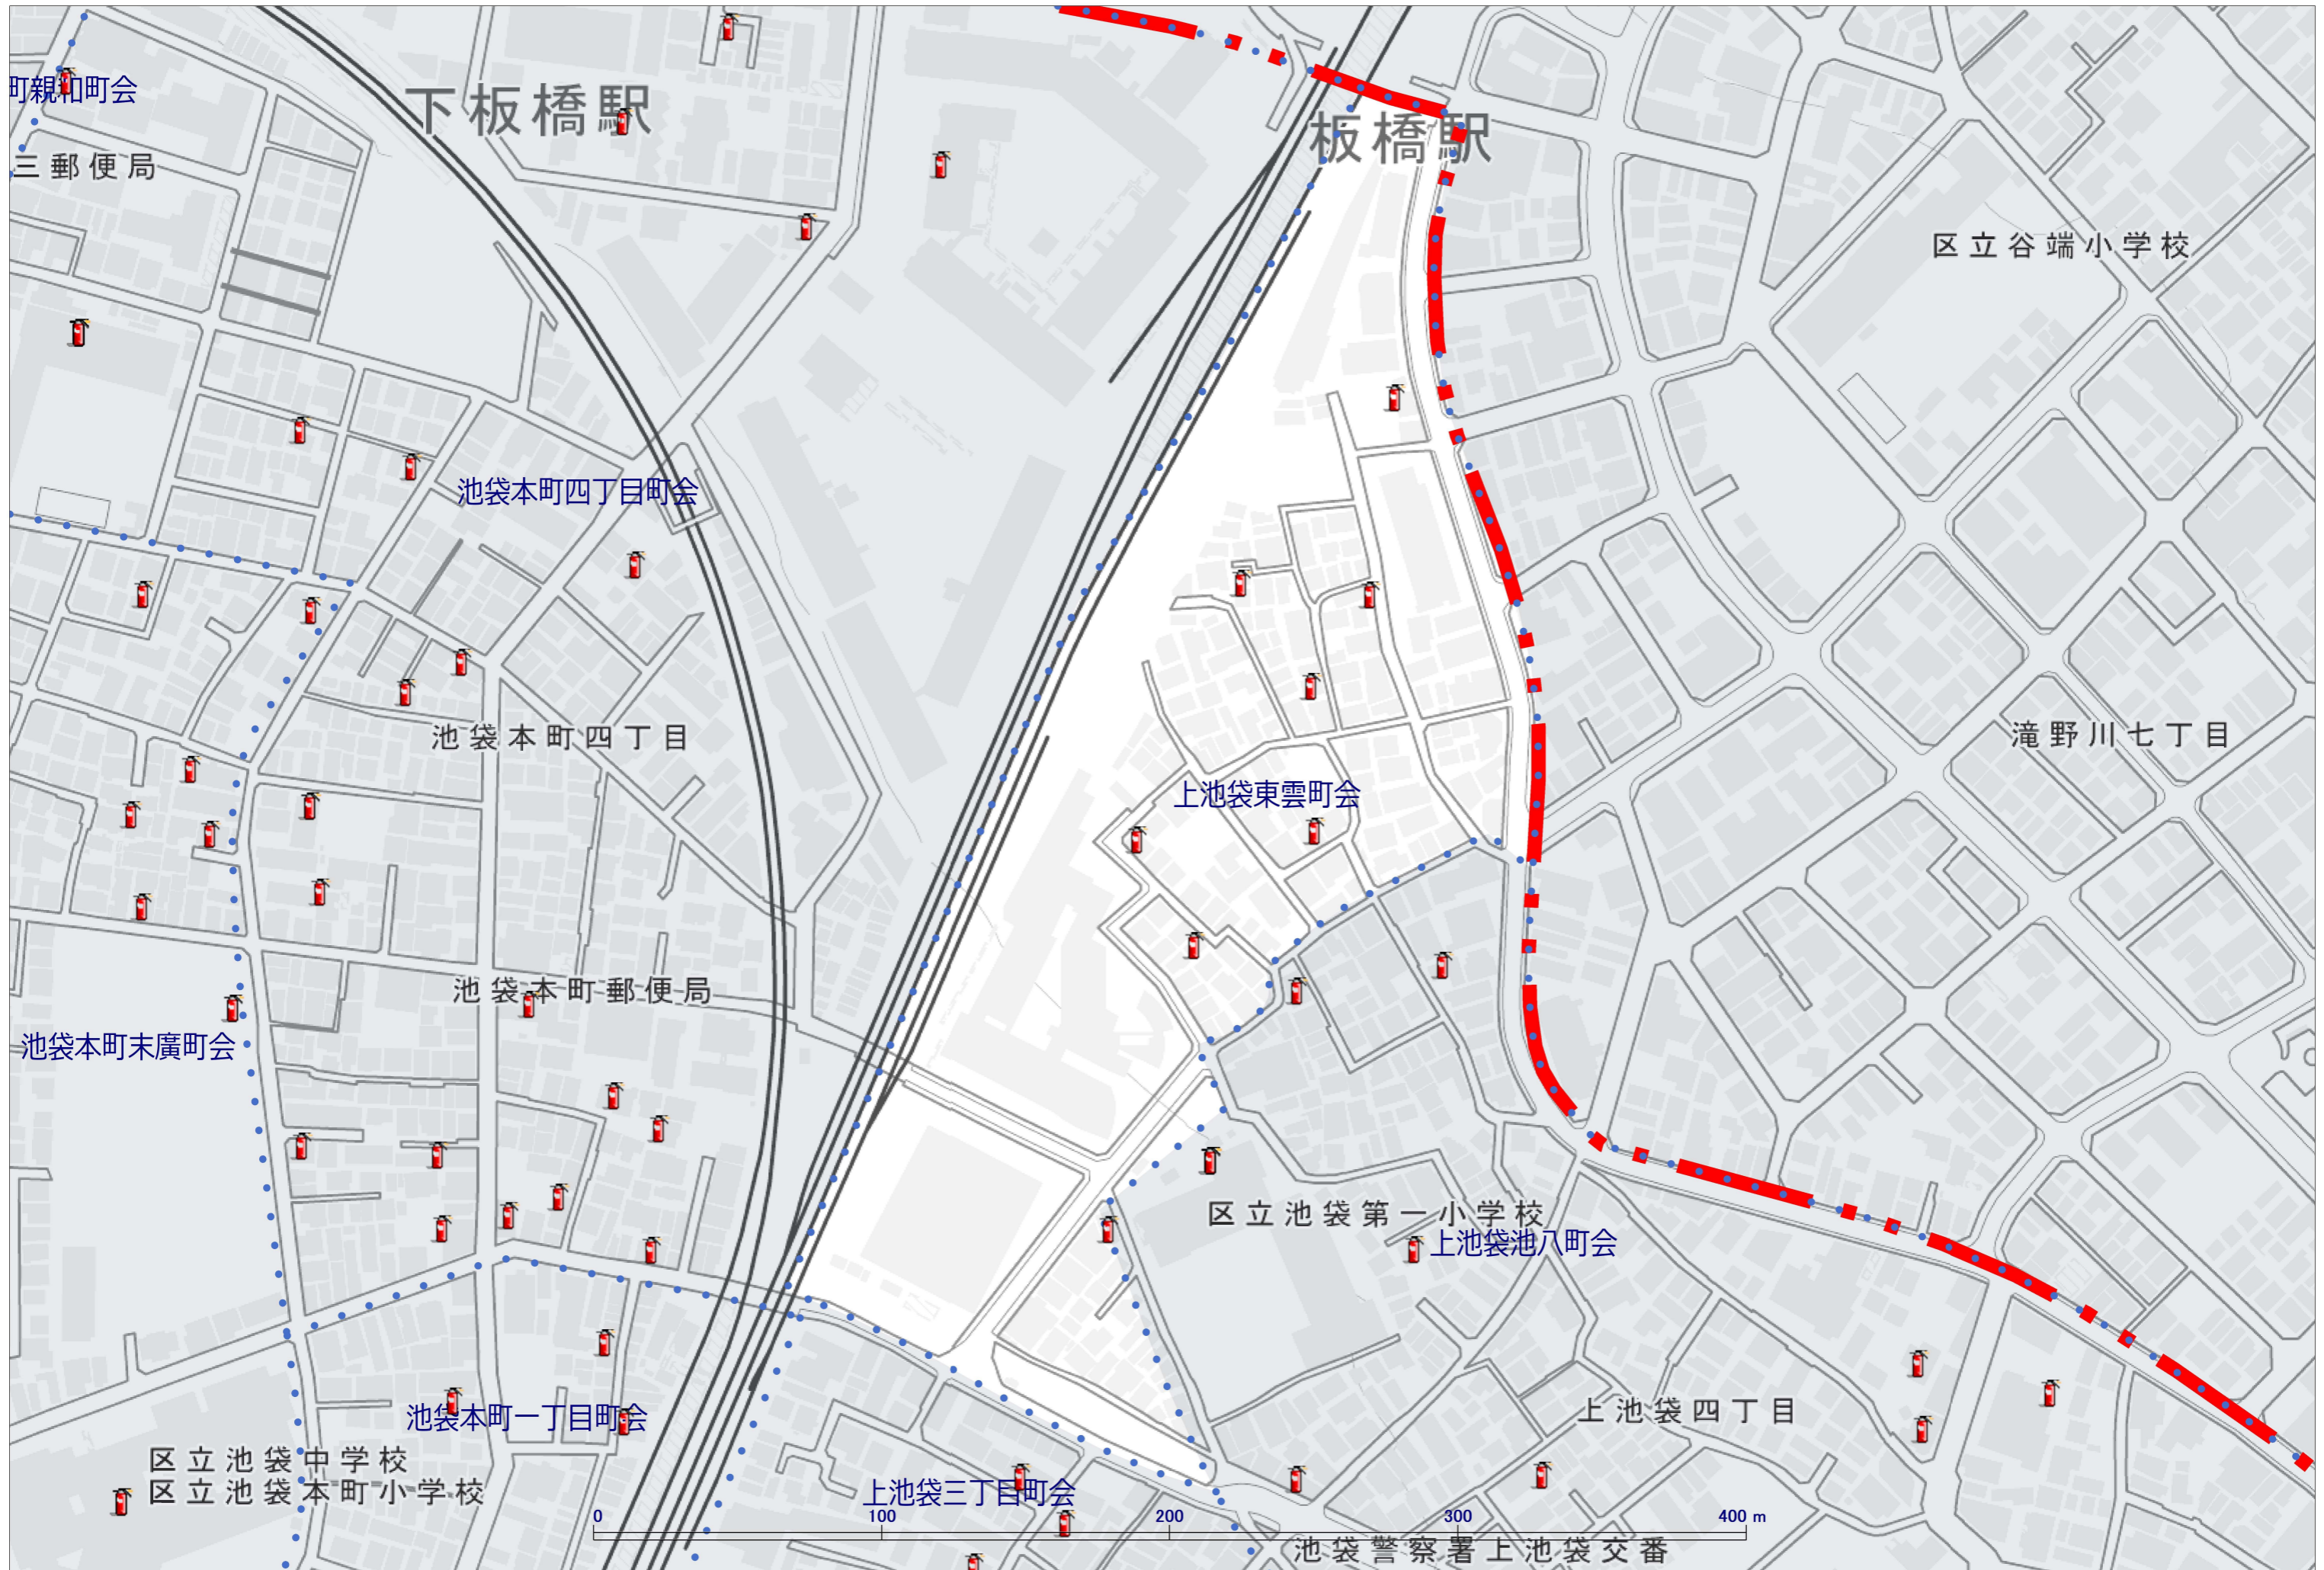 町親和町会
下板橋駅
板橋駅
三郵便局
区立谷端小学校
池袋本町四丁目町会
池袋本町四丁目
滝野川七丁目
上池袋東雲町会
池袋本町郵便局
池袋本町末廣町会
区立池袋第一小学校
上池袋池八町会
池袋本町一丁目町会
上池袋四丁目
区立池袋中学校
区立池袋本町小学校
上池袋三丁目町会
0 100 200 300 400 m
池袋警察署上池袋交番